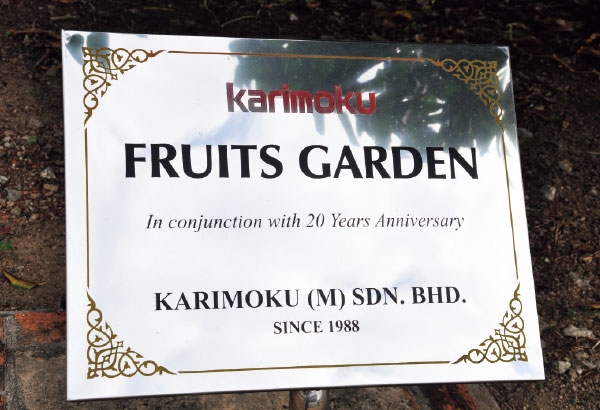 karimoku
FRUITS GARDEN
In conjunction with 20 Years Anniversary
KARIMOKU (M) SDN. BHD.
SINCE 1988